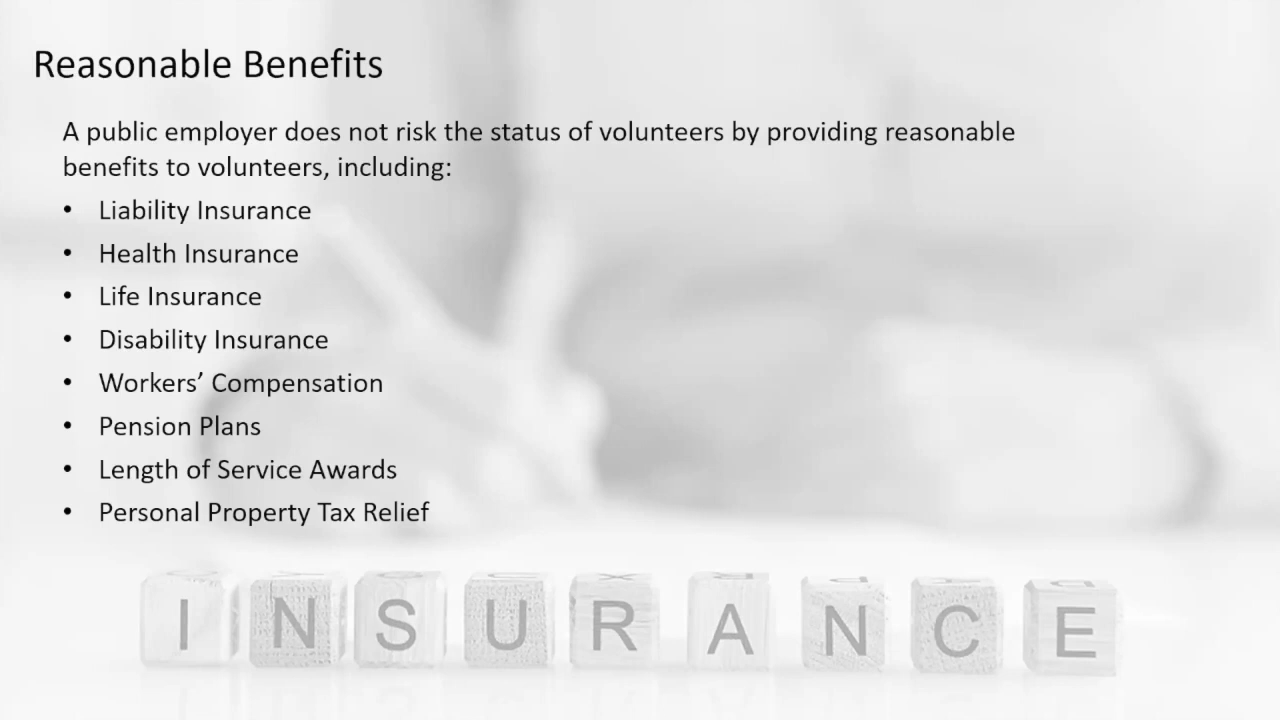 Reasonable Benefits
A public employer does not risk the status of volunteers by providing reasonable
benefits to volunteers, including:
• Liability Insurance
• Health Insurance
• Life Insurance
• Disability Insurance
• Workers’ Compensation
• Pension Plans
• Length of Service Awards
• Personal Property Tax Relief
INSURANCE